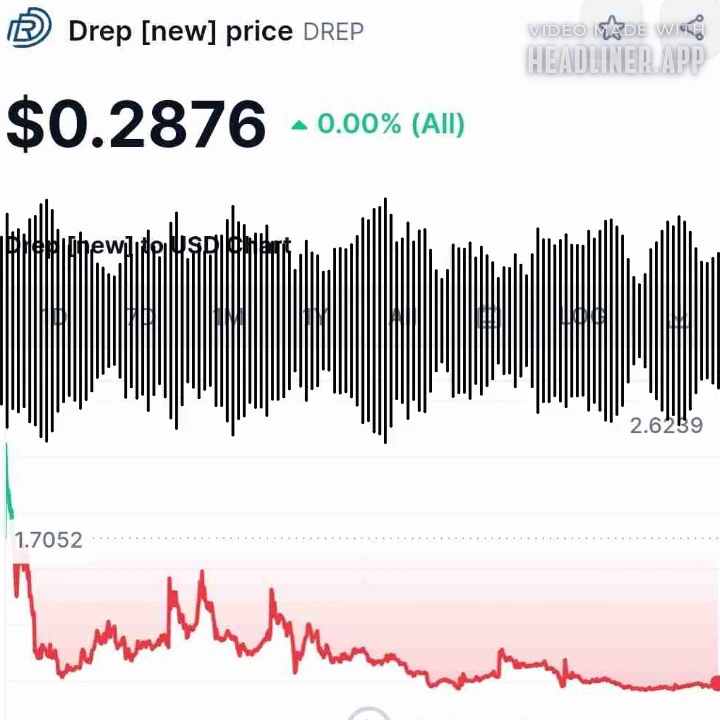 Drep [new] price DREP
VIDEO MADE WITH
HEADLINER.APP
$0.2876 0.00% (All)
Drep [new] to USD Chart
1D 7D 1M 1Y All LOG
2.6239
1.7052